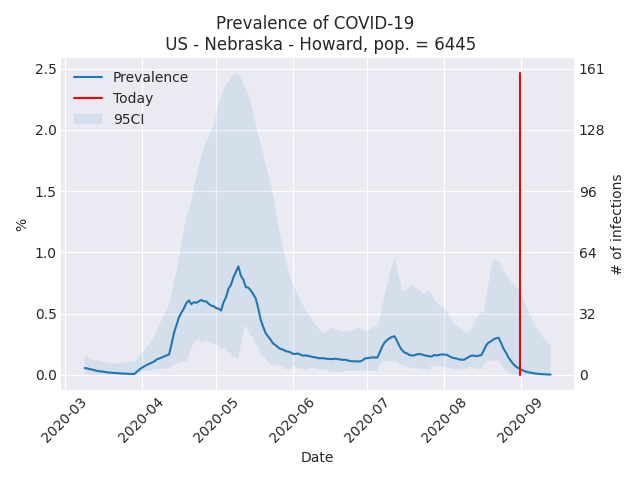 Prevalence of COVID-19
US - Nebraska - Howard, pop. = 6445
Prevalence
Today
95CI
2.5
2.0
1.5
1.0
0.5
0.0
%
161
128
96
64
32
0
# of infections
2020-03
2020-04
2020-05
2020-06
2020-07
2020-08
2020-09
Date